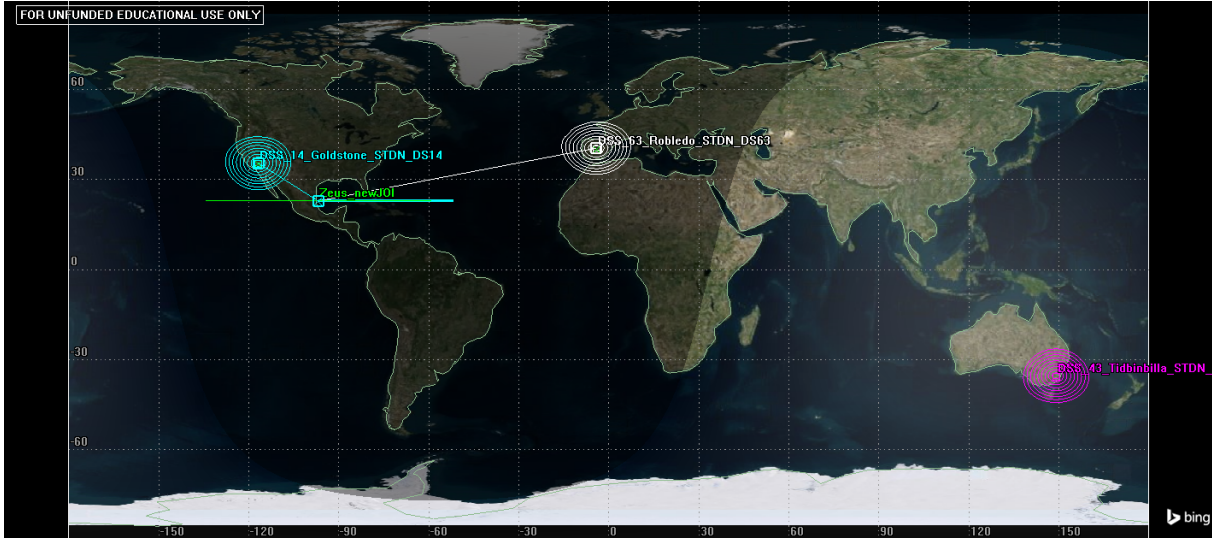 FOR UNFUNDED EDUCATIONAL USE ONLY
60
DSS_63_Robledo_STDN_DS63
DSS_14_Goldstone_STDN_DS14
30
Zeus_newJOI
0
-30
DSS_43_Tidbinbilla_STDN_
-60
-150 -120 -90 -60 -30 0 30 60 90 120 150
bing